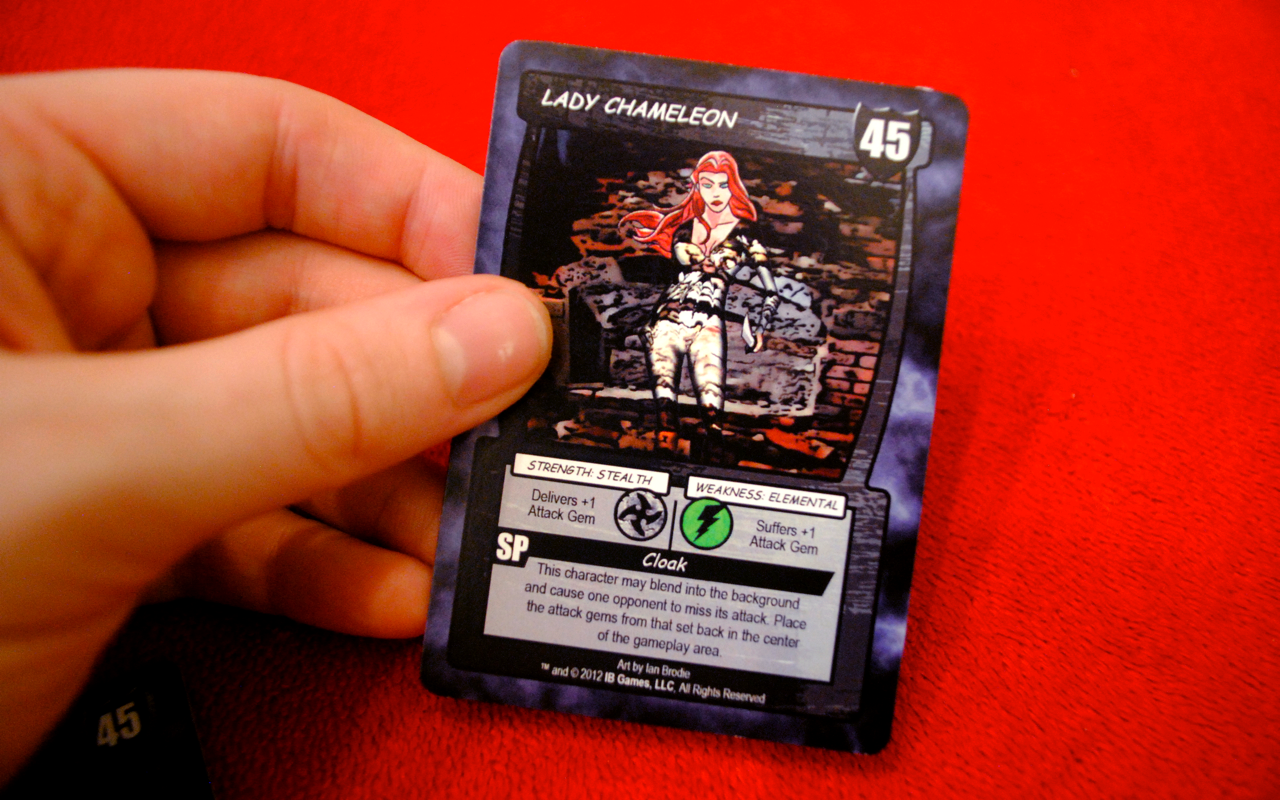 LADY CHAMELEON
45
STRENGTH: STEALTH
WEAKNESS: ELEMENTAL
Delivers +1
Attack Gem
Suffers +1
Attack Gem
SP
Cloak
This character may blend into the background
and cause one opponent to miss its attack. Place
the attack gems from that set back in the center
of the gameplay area.
Art by Ian Brodie
™ and © 2012 IB Games, LLC, All Rights Reserved
45